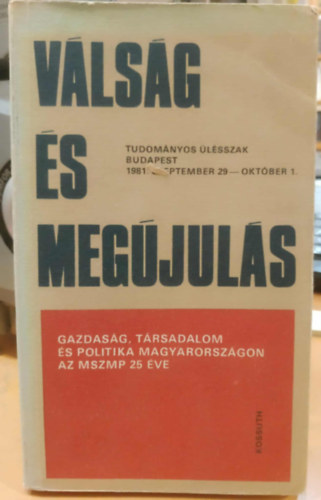 VÁLSÁG
ÉS
MEGÚJULÁS
TUDOMÁNYOS ÜLÉSSZAK
BUDAPEST
1981. SZEPTEMBER 29 — OKTÓBER 1.
GAZDASÁG, TÁRSADALOM
ÉS POLITIKA MAGYARORSZÁGON
AZ MSZMP 25 ÉVE
KOSSUTH